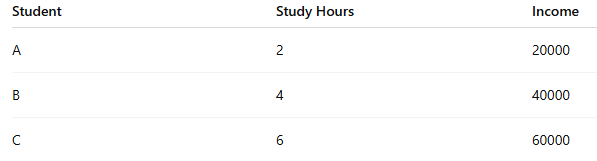 Student Study Hours Income
A 2 20000
B 4 40000
C 6 60000